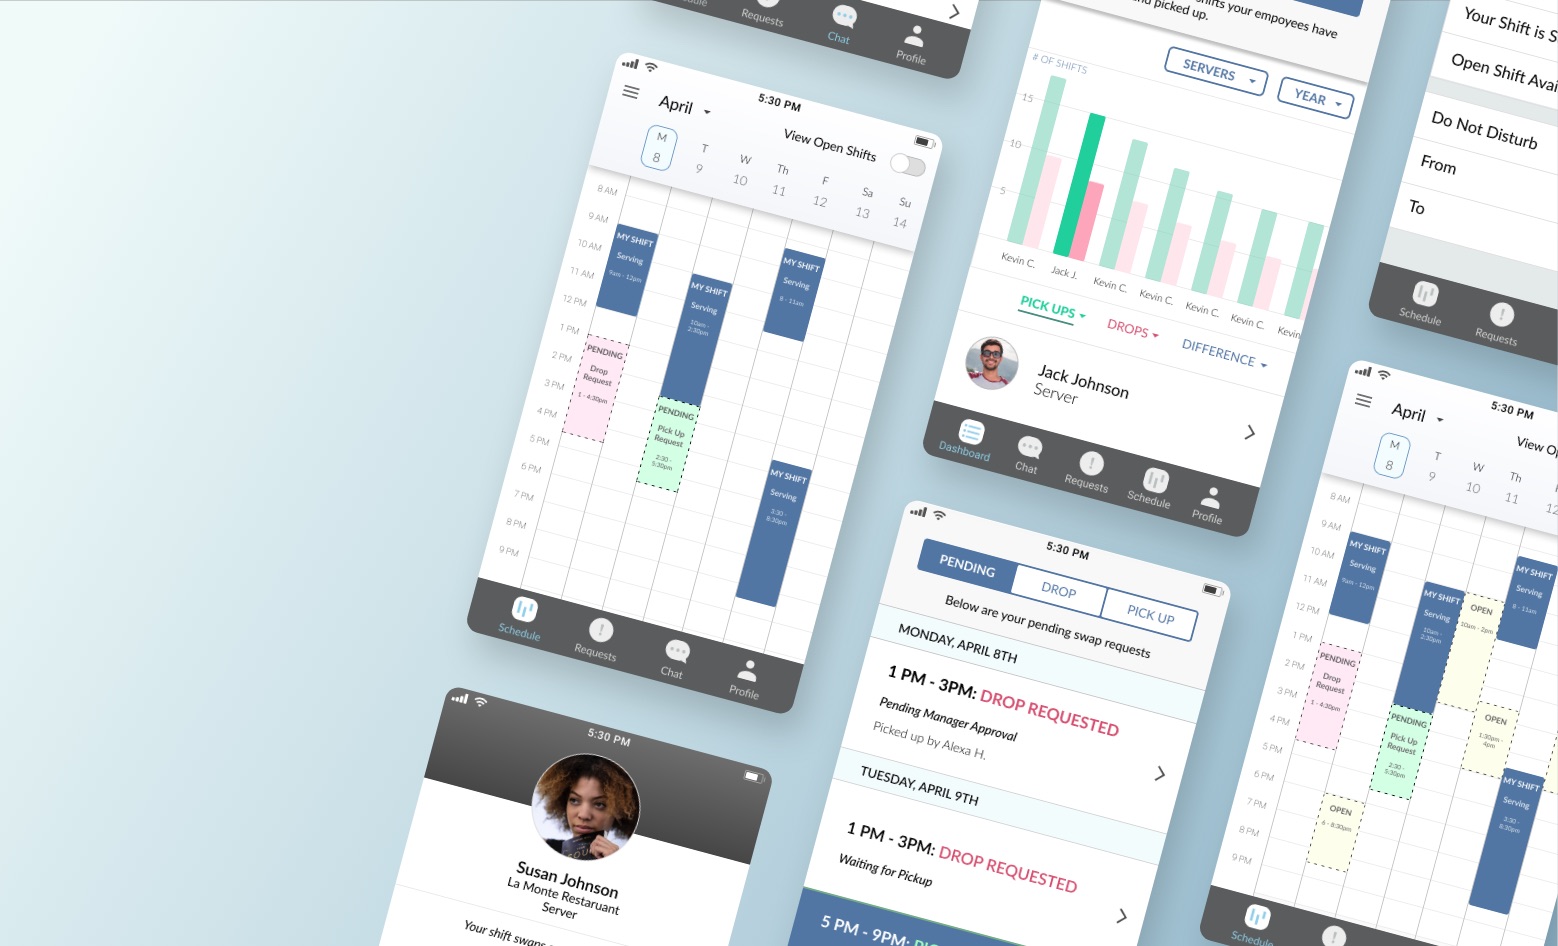 Requests
Chat
Profile
5:30 PM
April
View Open Shifts
M
8
T
9
W
10
Th
11
F
12
Sa
13
Su
14
8 AM
9 AM
10 AM
11 AM
12 PM
1 PM
2 PM
3 PM
4 PM
5 PM
6 PM
7 PM
8 PM
9 PM
MY SHIFT
Serving
9am - 12pm
PENDING
Drop
Request
1 - 4:30pm
MY SHIFT
Serving
10am -
2:30pm
PENDING
Pick Up
Request
2:30 -
5:30pm
MY SHIFT
Serving
8 - 11am
MY SHIFT
Serving
3:30 -
8:30pm
Schedule
Requests
Chat
Profile
5:30 PM
Susan Johnson
La Monte Restaruant
Server
Your shift swaps
shifts your empoyees have
and picked up.
# OF SHIFTS
SERVERS
YEAR
15
10
5
Kevin C.
Jack J.
Kevin C.
Kevin C.
Kevin C.
Kevin C.
Kevin
PICK UPS
DROPS
DIFFERENCE
Jack Johnson
Server
Dashboard
Chat
Requests
Schedule
Profile
5:30 PM
PENDING
DROP
PICK UP
Below are your pending swap requests
MONDAY, APRIL 8TH
1 PM - 3PM: DROP REQUESTED
Pending Manager Approval
Picked up by Alexa H.
TUESDAY, APRIL 9TH
1 PM - 3PM: DROP REQUESTED
Waiting for Pickup
5 PM - 9PM:
Your Shift is S
Open Shift Avai
Do Not Disturb
From
To
Schedule
Requests
5:30 PM
April
View Op
M
8
T
9
W
10
Th
11
12
8 AM
9 AM
10 AM
11 AM
12 PM
1 PM
2 PM
3 PM
4 PM
5 PM
6 PM
7 PM
8 PM
9 PM
MY SHIFT
Serving
9am - 12pm
PENDING
Drop
Request
1 - 4:30pm
OPEN
6 - 8:30pm
MY SHIFT
Serving
10am -
2:30pm
PENDING
Pick Up
Request
2:30 -
5:30pm
OPEN
10am - 2pm
OPEN
1:30pm -
4pm
MY SHIFT
Serving
8 - 11am
MY SHIFT
Serving
3:30 -
8:30pm
Schedule